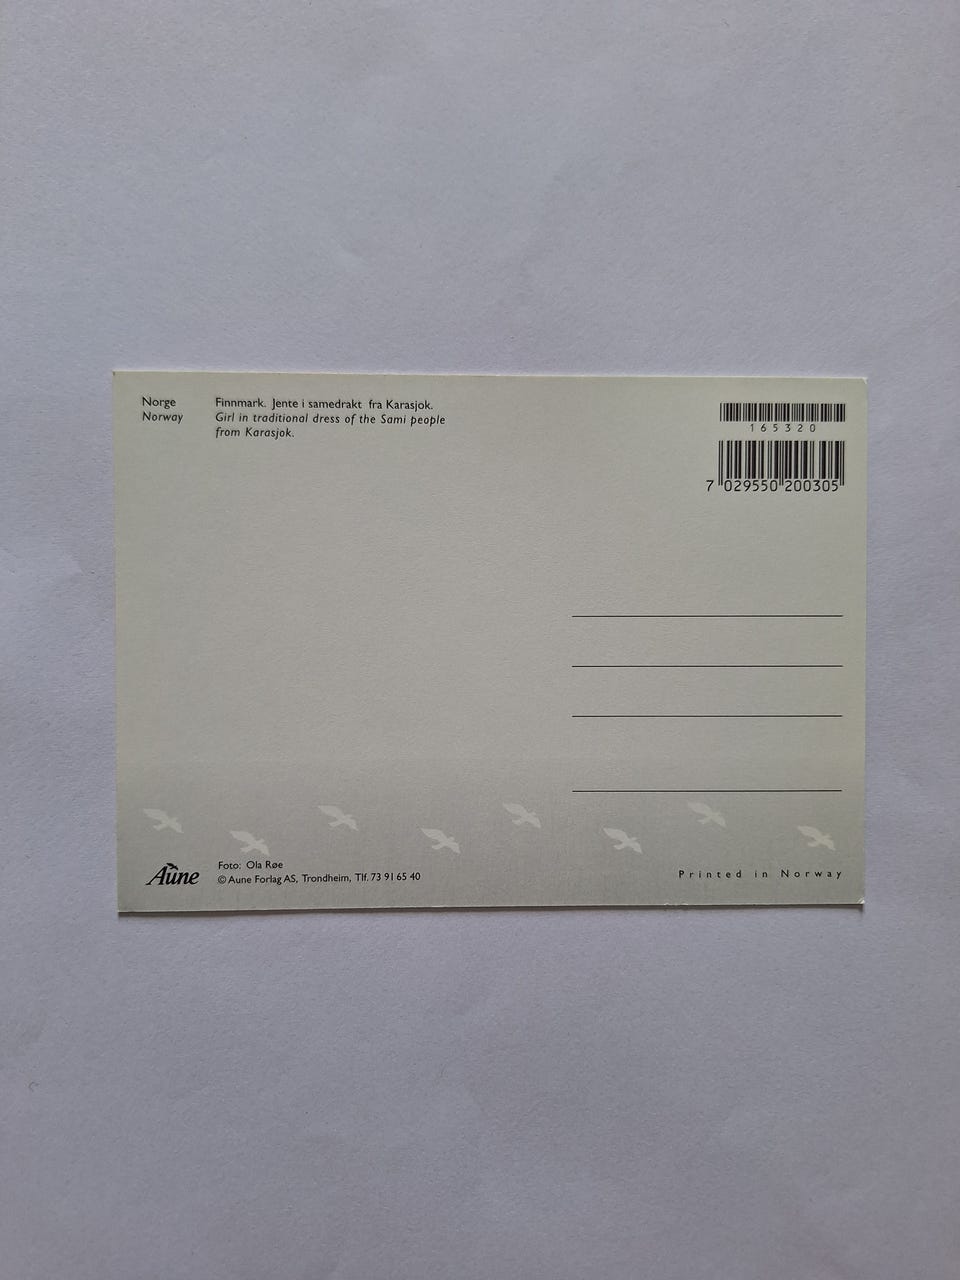 Norge
Norway
Finnmark. Jente i samedrakt fra Karasjok.
Girl in traditional dress of the Sami people
from Karasjok.
165320
7 029550 200305
Aune
Foto: Ola Røe
© Aune Forlag AS, Trondheim, Tlf. 73 91 65 40
Printed in Norway